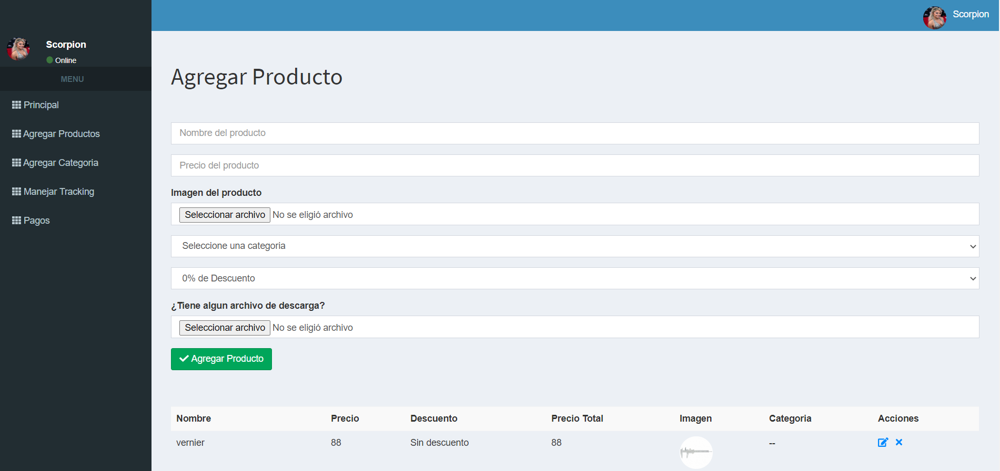 Scorpion
Scorpion
Online
MENU
Principal
Agregar Productos
Agregar Categoria
Manejar Tracking
Pagos
Agregar Producto
Nombre del producto
Precio del producto
Imagen del producto
Seleccionar archivo No se eligió archivo
Seleccione una categoria
0% de Descuento
¿Tiene algun archivo de descarga?
Seleccionar archivo No se eligió archivo
Agregar Producto
Nombre Precio Descuento Precio Total Imagen Categoria Acciones
vernier 88 Sin descuento 88 --